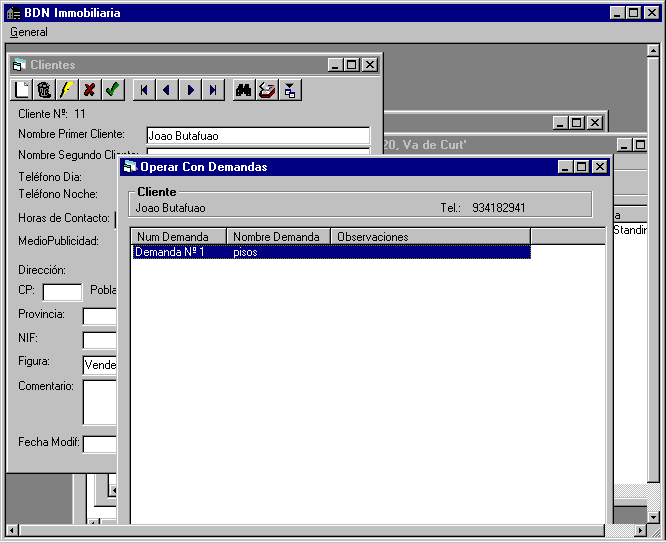 BDN Immobiliaria
General
Clientes
Cliente Nº: 11
Nombre Primer Cliente: Joao Butafuao
Nombre Segundo Cliente:
20, Va de Curt'
Teléfono Dia:
Teléfono Noche:
Horas de Contacto:
MedioPublicidad:
Dirección:
CP: Pobla
Provincia:
NIF:
Figura: Vende
Comentario:
Fecha Modif:
Operar Con Demandas
Cliente
Joao Butafuao Tel.: 934182941
Num Demanda Nombre Demanda Observaciones
Demanda Nº 1 pisos
a
Standin